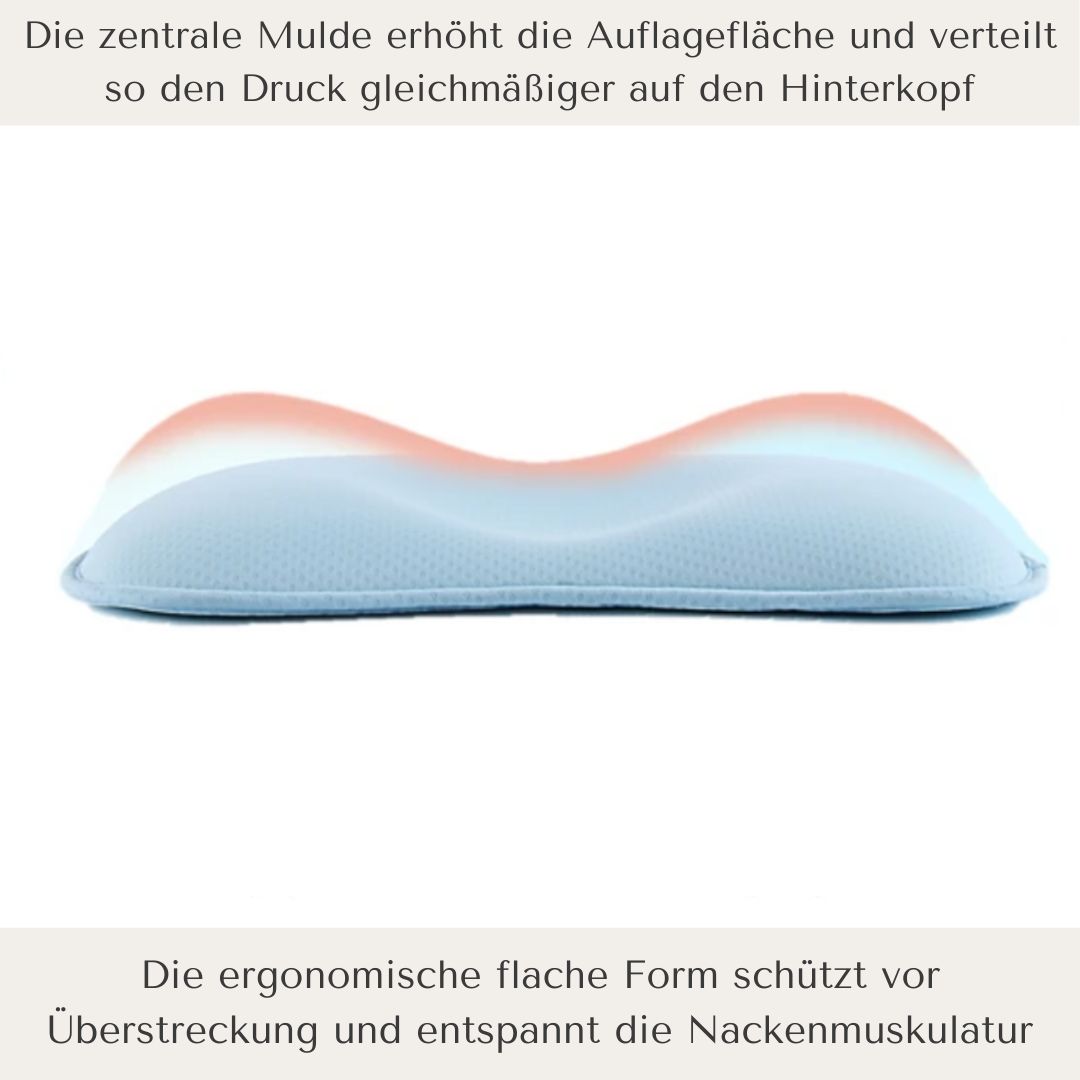 Die zentrale Mulde erhöht die Auflagefläche und verteilt
so den Druck gleichmäßiger auf den Hinterkopf
Die ergonomische flache Form schützt vor
Überstreckung und entspannt die Nackenmuskulatur